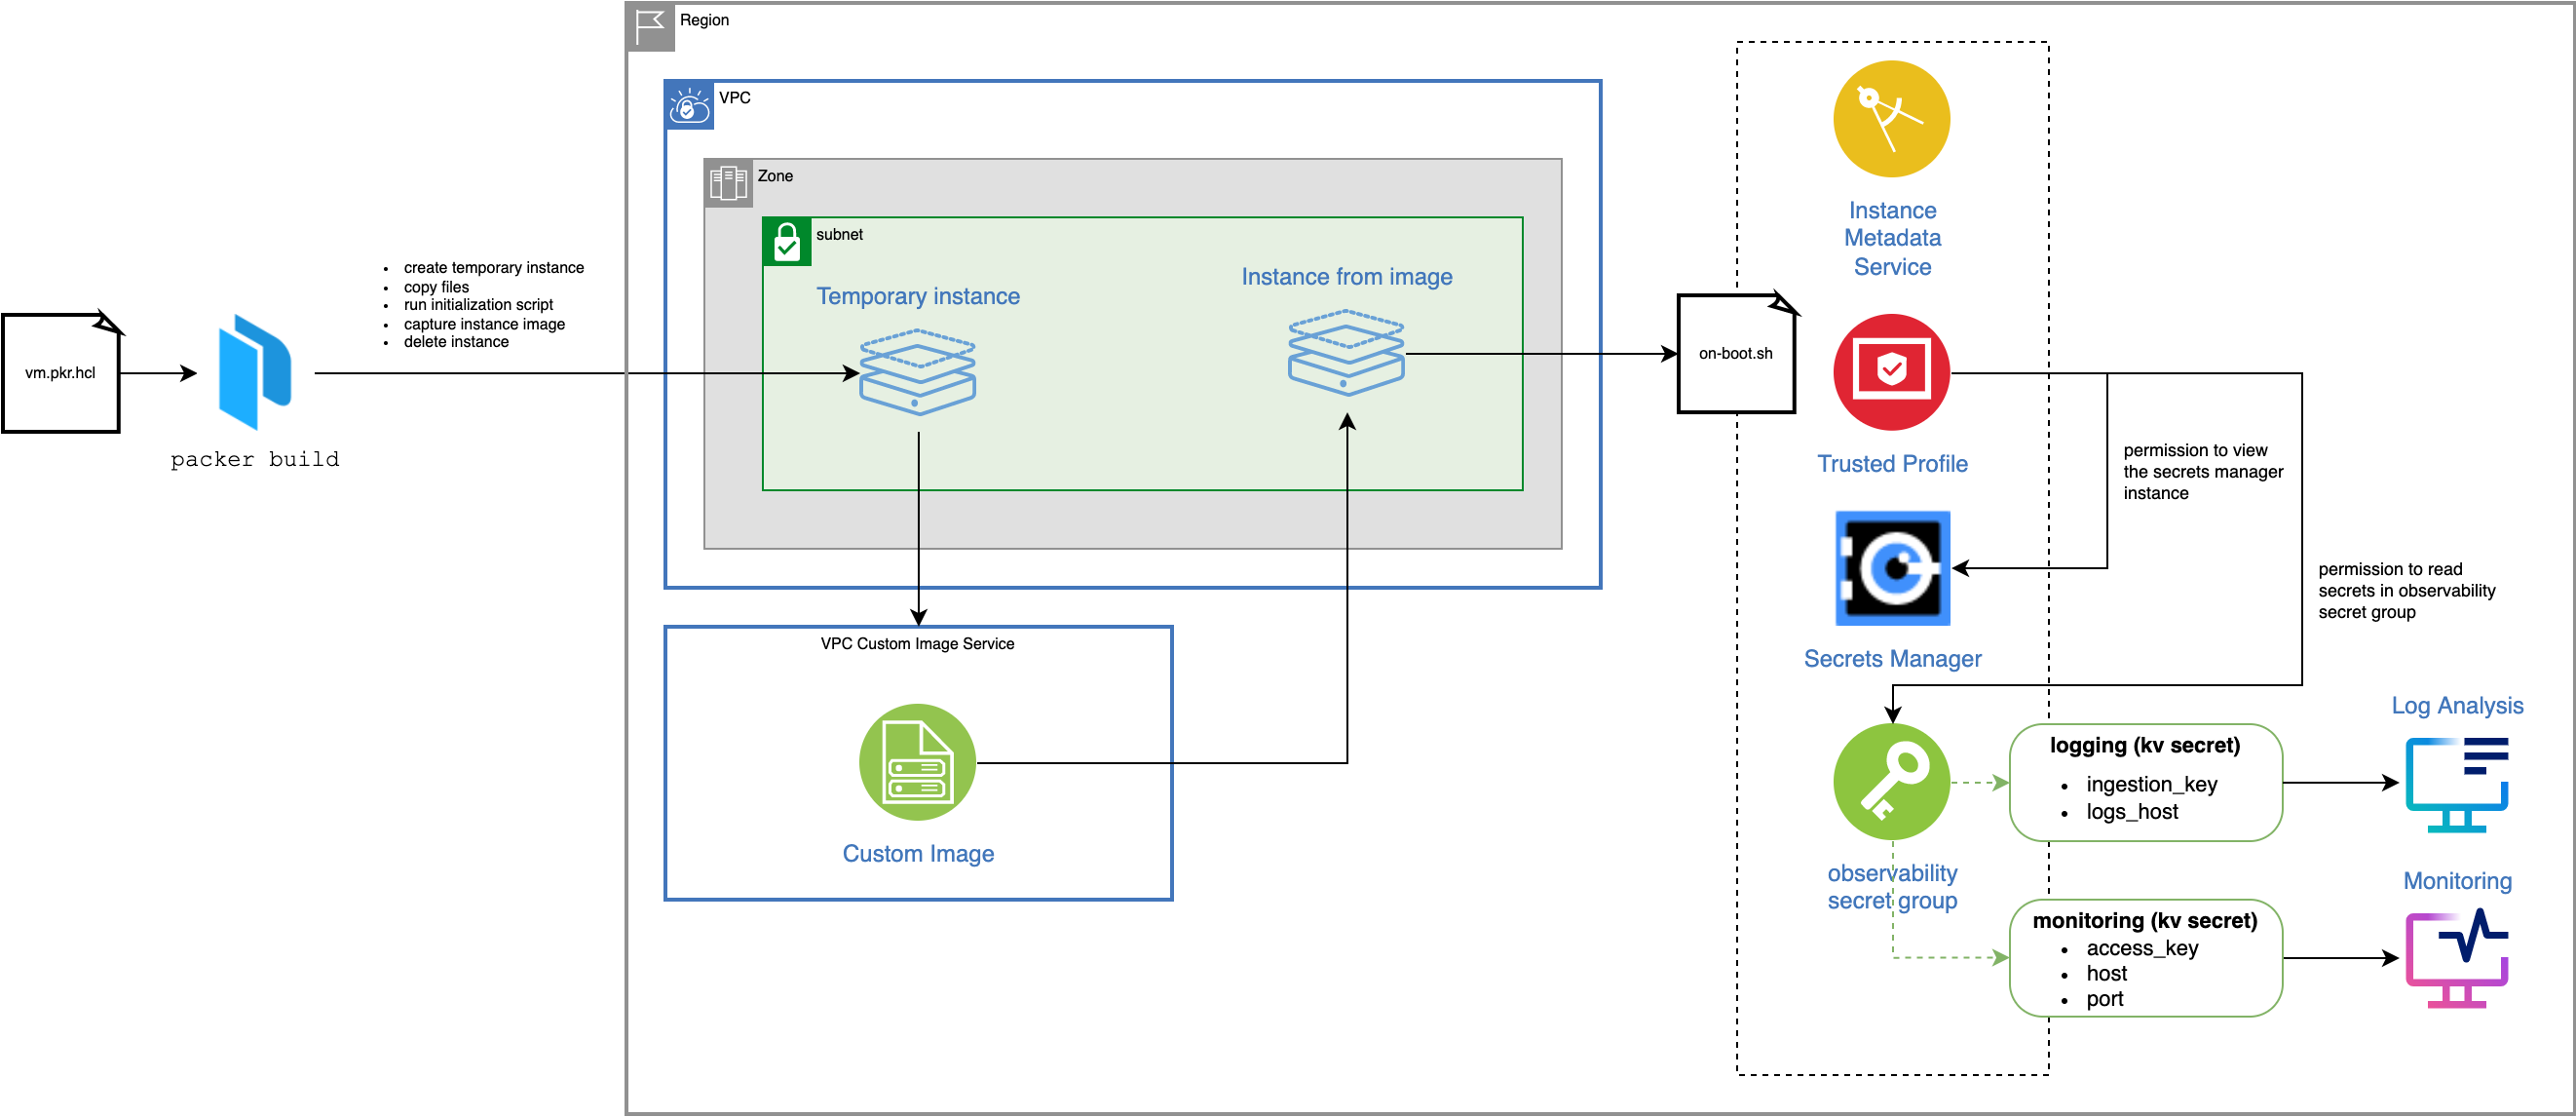 Region
VPC
Zone
subnet
Temporary instance
Instance from image
• create temporary instance
• copy files
• run initialization script
• capture instance image
• delete instance
vm.pkr.hcl
packer build
VPC Custom Image Service
Custom Image
on-boot.sh
Instance
Metadata
Service
Trusted Profile
permission to view
the secrets manager
instance
Secrets Manager
permission to read
secrets in observability
secret group
observability
secret group
logging (kv secret)
• ingestion_key
• logs_host
Log Analysis
monitoring (kv secret)
• access_key
• host
• port
Monitoring